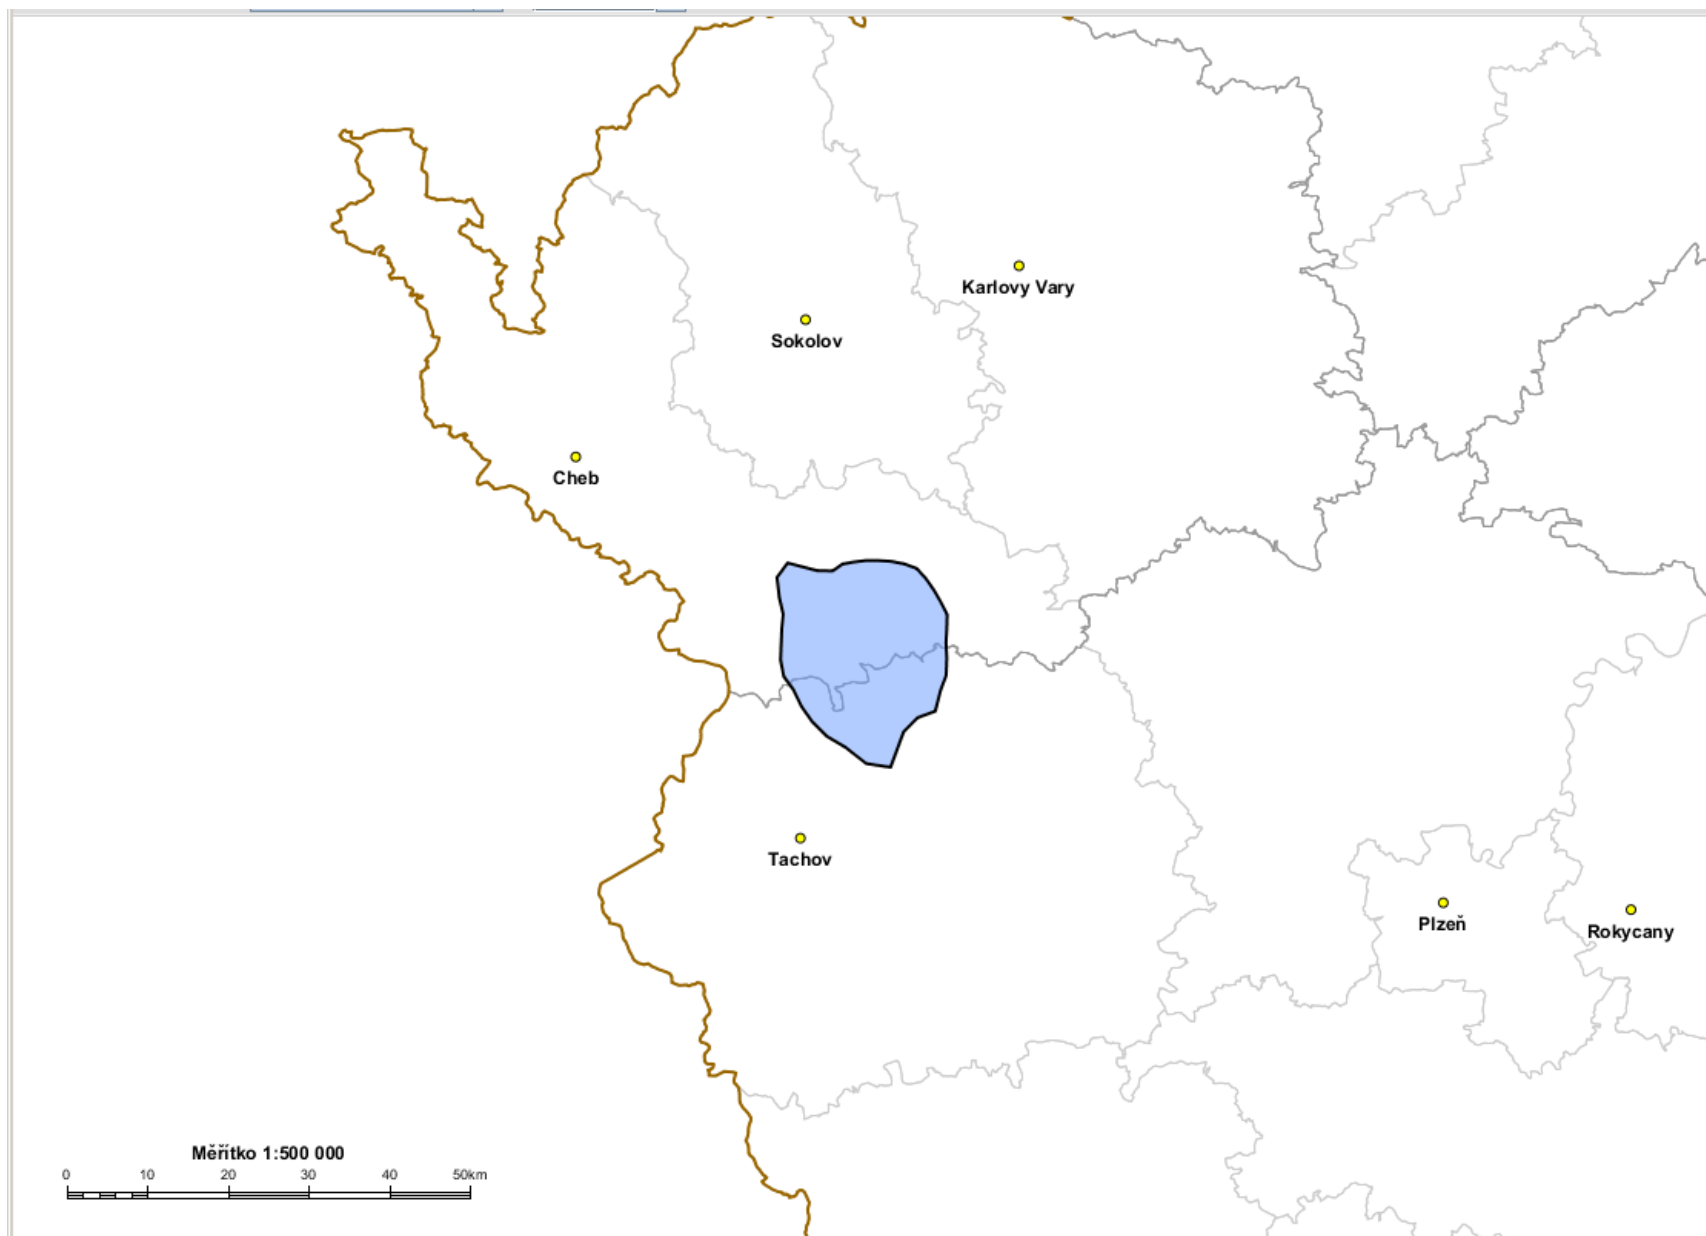 Karlovy Vary
Sokolov
Cheb
Tachov
Plzeň
Rokycany
Měřítko 1:500 000
0 10 20 30 40 50km